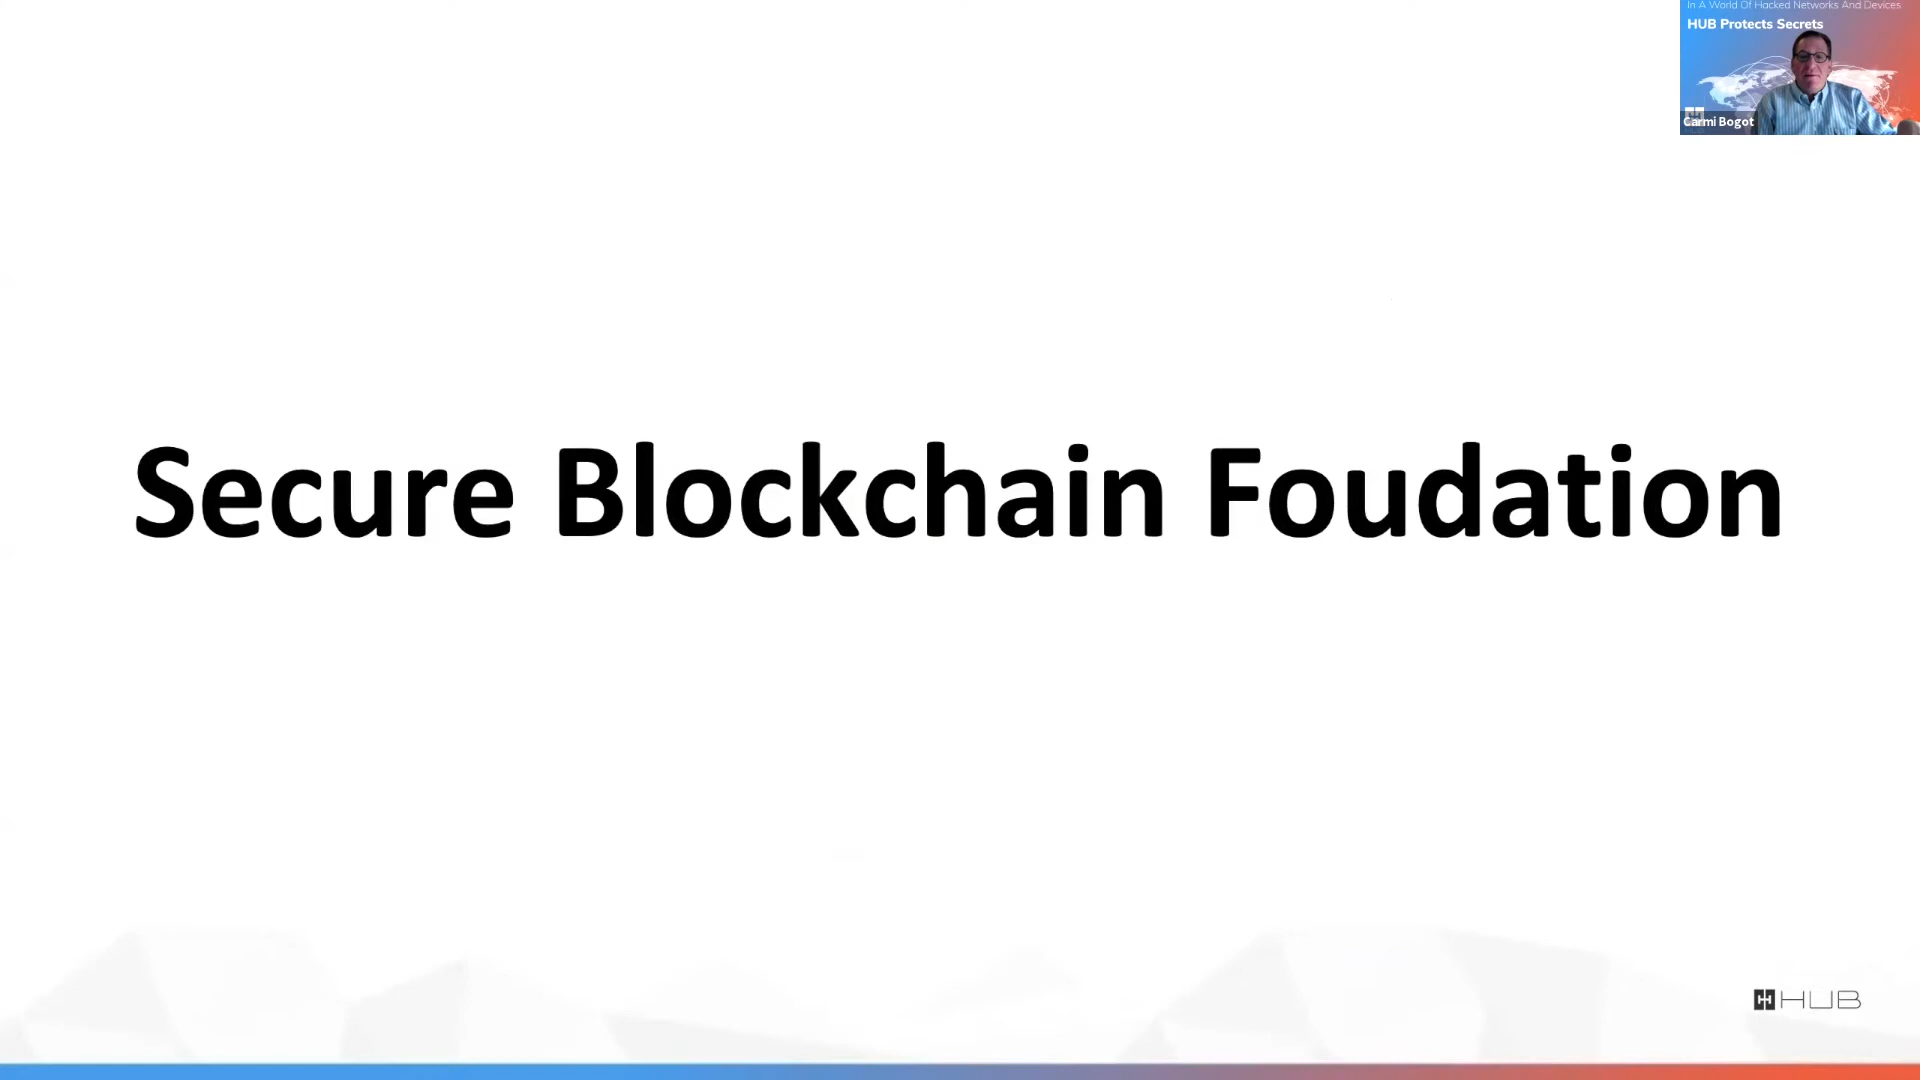 In A World Of Hacked Networks And Devices
HUB Protects Secrets
Carmi Bogot
Secure Blockchain Foudation
HUB